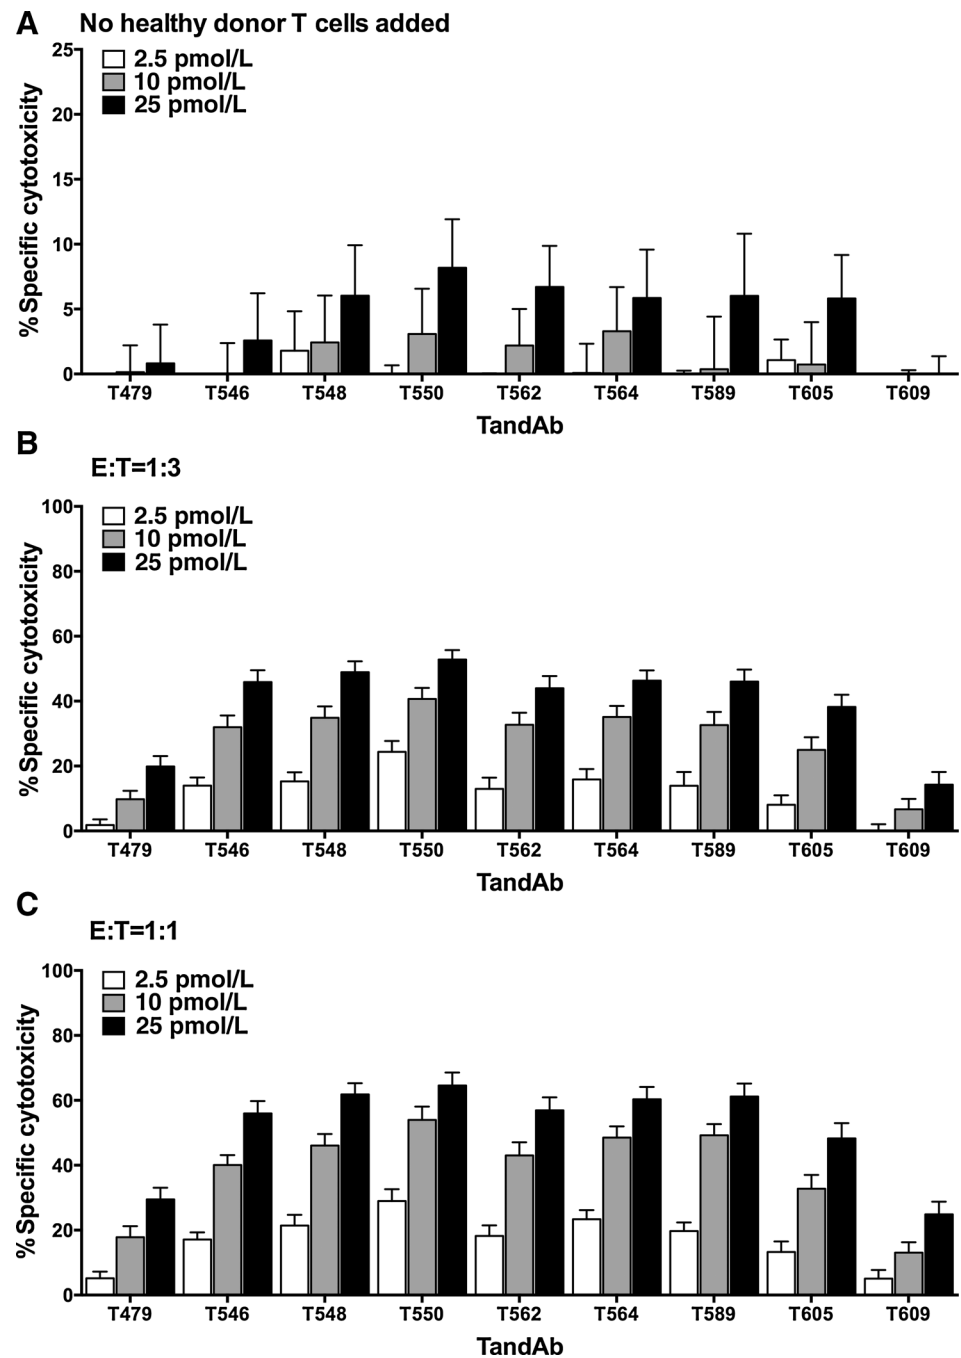 A No healthy donor T cells added
25
2.5 pmol/L
10 pmol/L
25 pmol/L
20
15
10
5
0
% Specific cytotoxicity
T479 T546 T548 T550 T562 T564 T589 T605 T609
TandAb
B
E:T=1:3
100
2.5 pmol/L
10 pmol/L
25 pmol/L
80
60
40
20
0
% Specific cytotoxicity
T479 T546 T548 T550 T562 T564 T589 T605 T609
TandAb
C
E:T=1:1
100
2.5 pmol/L
10 pmol/L
25 pmol/L
80
60
40
20
0
% Specific cytotoxicity
T479 T546 T548 T550 T562 T564 T589 T605 T609
TandAb